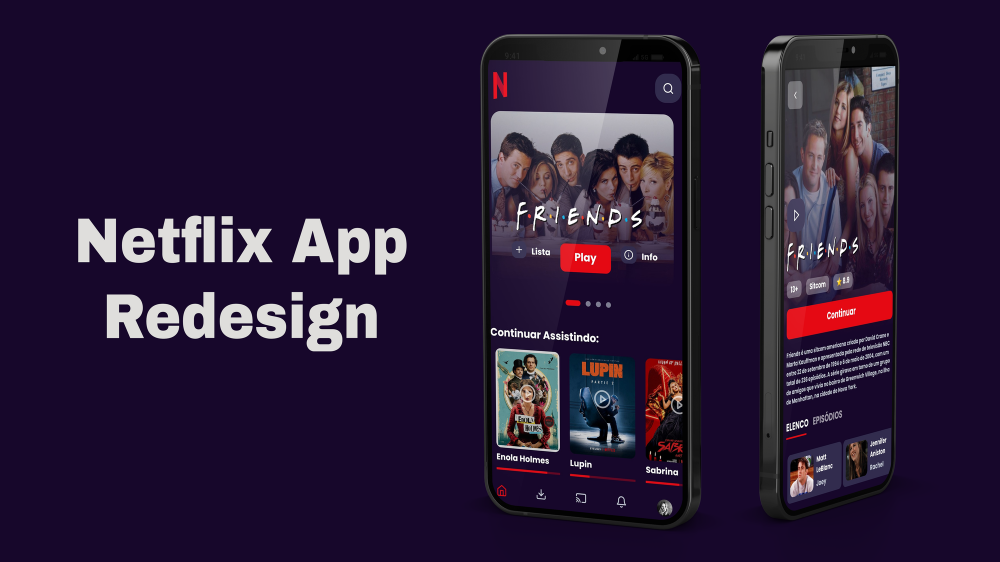 Netflix App
Redesign
9:41
N
FRIENDS
Lista
Play
Info
Continuar Assistindo:
ENOLA HOLMES
LUPIN
PARTE 2
Enola Holmes
Lupin
Sabrina
FRIENDS
13+
Sitcom
8.9
Continuar
Friends é uma sitcom americana criada por David Crane e
Marta Kauffman e apresentada pela rede de televisão NBC
entre 22 de setembro de 1994 e 6 de maio de 2004, com um
total de 236 episódios. A série girava em torno de um grupo
de amigos que vivia no bairro de Greenwich Village, na ilha
de Manhattan, na cidade de Nova York.
ELENCO EPISÓDIOS
Matt
LeBlanc
Joey
Jennifer
Aniston
Rachel